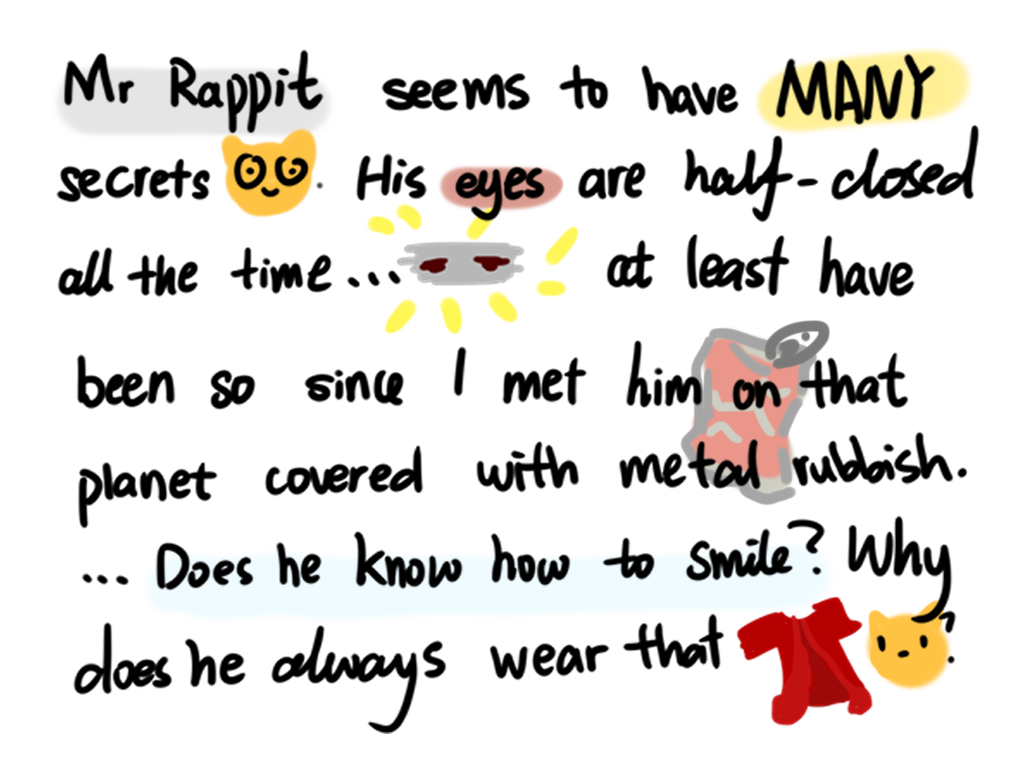 Mr Rappit seems to have MANY
secrets . His eyes are half-closed
all the time... at least have
been so since I met him on that
planet covered with metal rubbish.
... Does he know how to smile? Why
does he always wear that ?